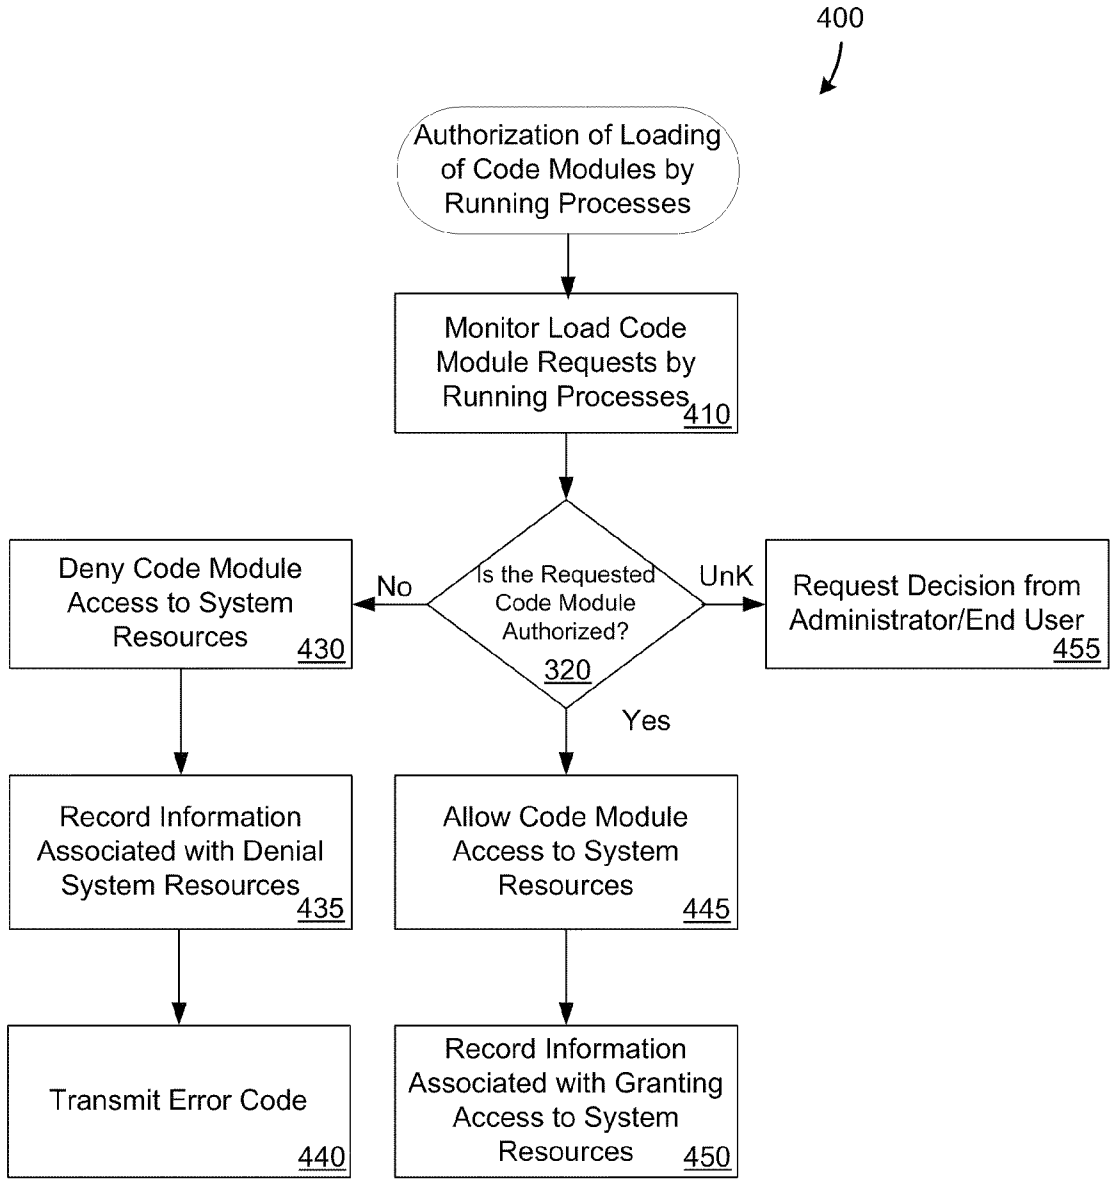 400
Authorization of Loading
of Code Modules by
Running Processes
Monitor Load Code
Module Requests by
Running Processes
410
Is the Requested
Code Module
Authorized?
320
No
UnK
Yes
Deny Code Module
Access to System
Resources
430
Request Decision from
Administrator/End User
455
Record Information
Associated with Denial
System Resources
435
Allow Code Module
Access to System
Resources
445
Transmit Error Code
440
Record Information
Associated with Granting
Access to System
Resources
450